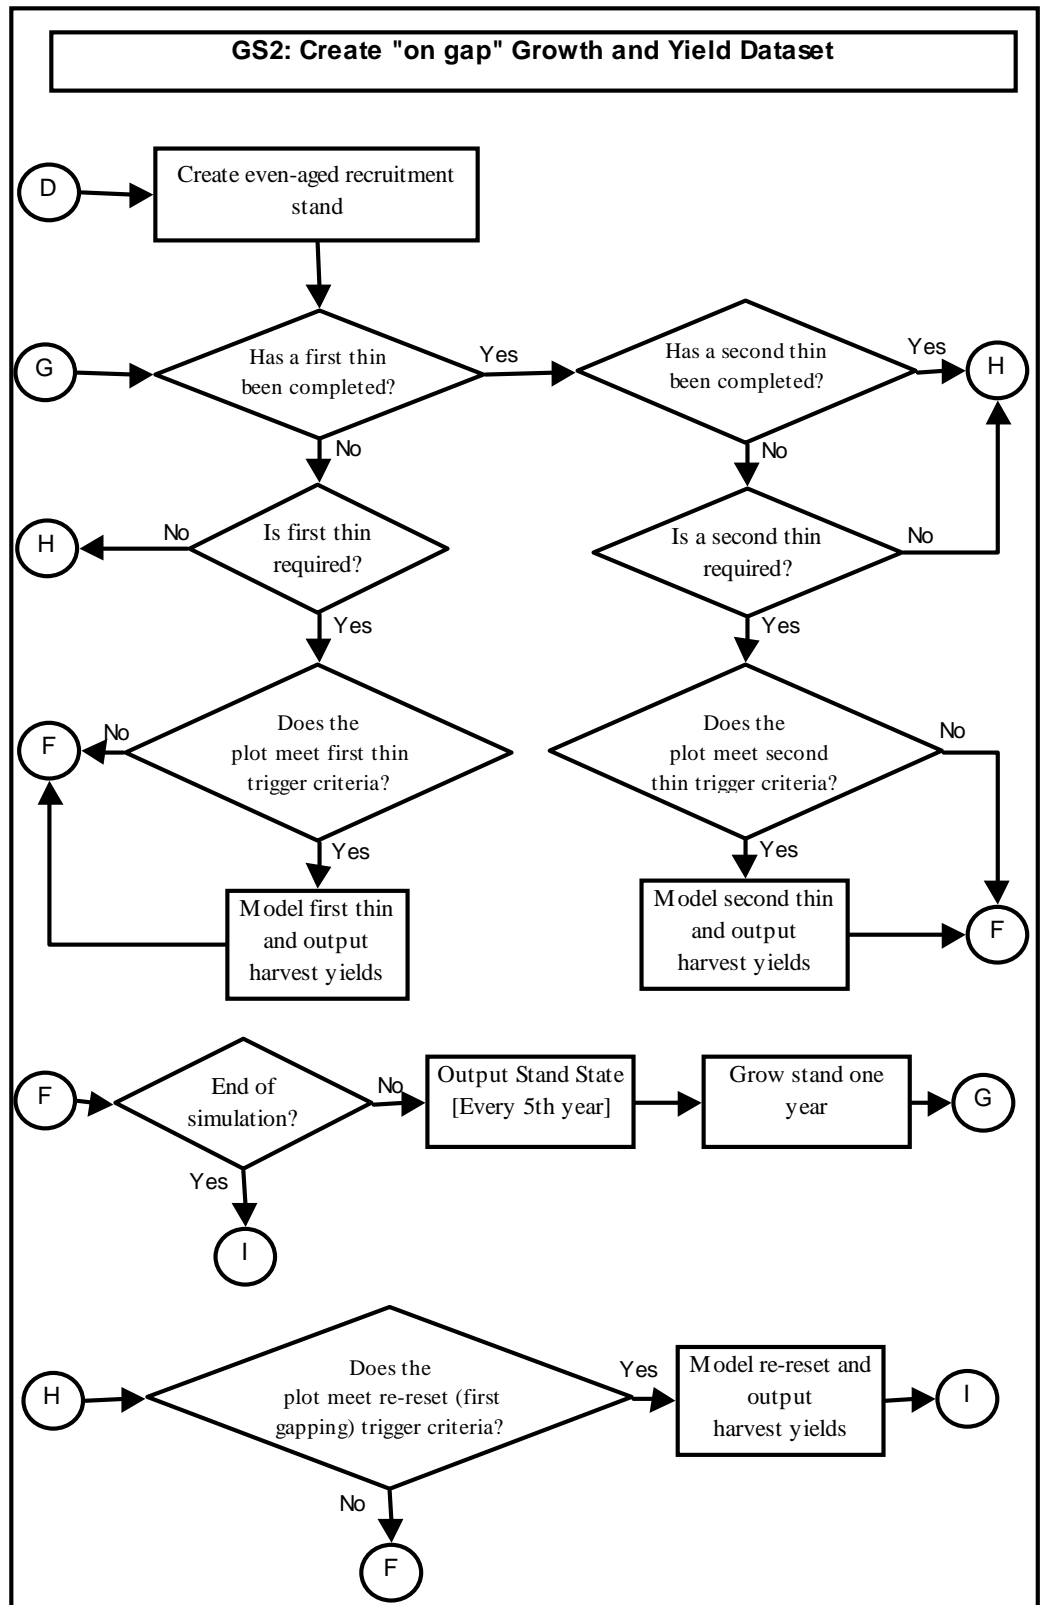 GS2: Create "on gap" Growth and Yield Dataset
D
Create even-aged recruitment
stand
G
Has a first thin
been completed?
Yes
Has a second thin
been completed?
Yes
H
No
No
H
No
Is first thin
required?
Is a second thin
required?
No
Yes
Yes
F
No
Does the
plot meet first thin
trigger criteria?
Does the
plot meet second
thin trigger criteria?
No
Yes
Yes
Model first thin
and output
harvest yields
Model second thin
and output
harvest yields
F
F
End of
simulation?
No
Output Stand State
[Every 5th year]
Grow stand one
year
G
Yes
I
H
Does the
plot meet re-reset (first
gapping) trigger criteria?
Yes
Model re-reset and
output
harvest yields
I
No
F